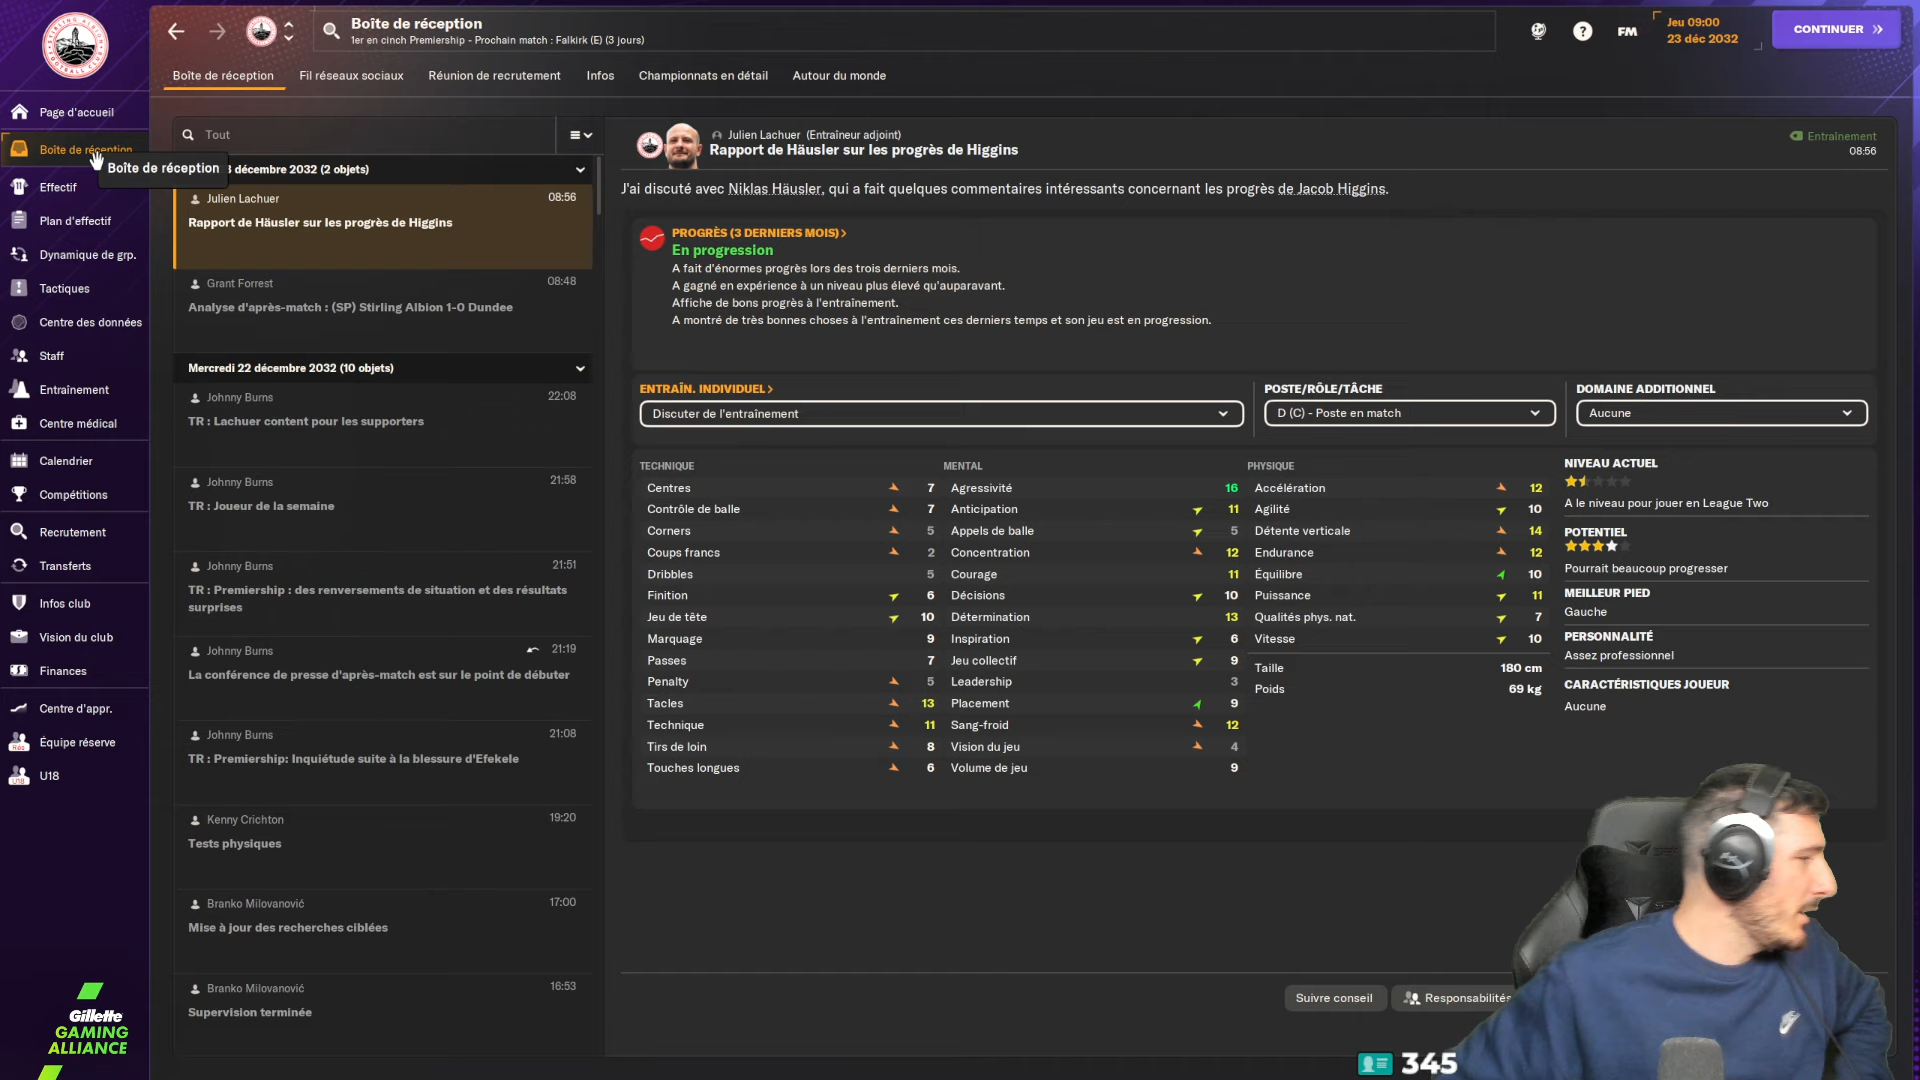 Boîte de réception
1er en cinch Premiership - Prochain match : Falkirk (E) (3 jours)
FM
Jeu 09:00
23 déc 2032
CONTINUER
Boîte de réception
Fil réseaux sociaux
Réunion de recrutement
Infos
Championnats en détail
Autour du monde
Page d'accueil
Boîte de réception
Boîte de réception
Effectif
Plan d'effectif
Dynamique de grp.
Tactiques
Centre des données
Staff
Entraînement
Centre médical
Calendrier
Compétitions
Recrutement
Transferts
Infos club
Vision du club
Finances
Centre d'appr.
Équipe réserve
U18
Gillette
GAMING
ALLIANCE
Tout
décembre 2032 (2 objets)
Julien Lachuer 08:56
Rapport de Häusler sur les progrès de Higgins
Grant Forrest 08:48
Analyse d'après-match : (SP) Stirling Albion 1-0 Dundee
Mercredi 22 décembre 2032 (10 objets)
Johnny Burns 22:08
TR : Lachuer content pour les supporters
Johnny Burns 21:58
TR : Joueur de la semaine
Johnny Burns 21:51
TR : Premiership : des renversements de situation et des résultats
surprises
Johnny Burns 21:19
La conférence de presse d'après-match est sur le point de débuter
Johnny Burns 21:08
TR : Premiership: Inquiétude suite à la blessure d'Efekele
Kenny Crichton 19:20
Tests physiques
Branko Milovanović 17:00
Mise à jour des recherches ciblées
Branko Milovanović 16:53
Supervision terminée
Julien Lachuer (Entraîneur adjoint)
Rapport de Häusler sur les progrès de Higgins
Entraînement
08:56
J'ai discuté avec Niklas Häusler, qui a fait quelques commentaires intéressants concernant les progrès de Jacob Higgins.
PROGRÈS (3 DERNIERS MOIS)
En progression
A fait d'énormes progrès lors des trois derniers mois.
A gagné en expérience à un niveau plus élevé qu'auparavant.
Affiche de bons progrès à l'entraînement.
A montré de très bonnes choses à l'entraînement ces derniers temps et son jeu est en progression.
ENTRAÎN. INDIVIDUEL
Discuter de l'entraînement
POSTE/RÔLE/TÂCHE
D (C) - Poste en match
DOMAINE ADDITIONNEL
Aucune
TECHNIQUE
Centres 7
Contrôle de balle 7
Corners 5
Coups francs 2
Dribbles 5
Finition 6
Jeu de tête 10
Marquage 9
Passes 7
Penalty 5
Tacles 13
Technique 11
Tirs de loin 8
Touches longues 6
MENTAL
Agressivité 16
Anticipation 11
Appels de balle 5
Concentration 12
Courage 11
Décisions 10
Détermination 13
Inspiration 6
Jeu collectif 9
Leadership 3
Placement 9
Sang-froid 12
Vision du jeu 4
Volume de jeu 9
PHYSIQUE
Accélération 12
Agilité 10
Détente verticale 14
Endurance 12
Équilibre 10
Puissance 11
Qualités phys. nat. 7
Vitesse 10
Taille 180 cm
Poids 69 kg
NIVEAU ACTUEL
A le niveau pour jouer en League Two
POTENTIEL
Pourrait beaucoup progresser
MEILLEUR PIED
Gauche
PERSONNALITÉ
Assez professionnel
CARACTÉRISTIQUES JOUEUR
Aucune
Suivre conseil
Responsabilités
345